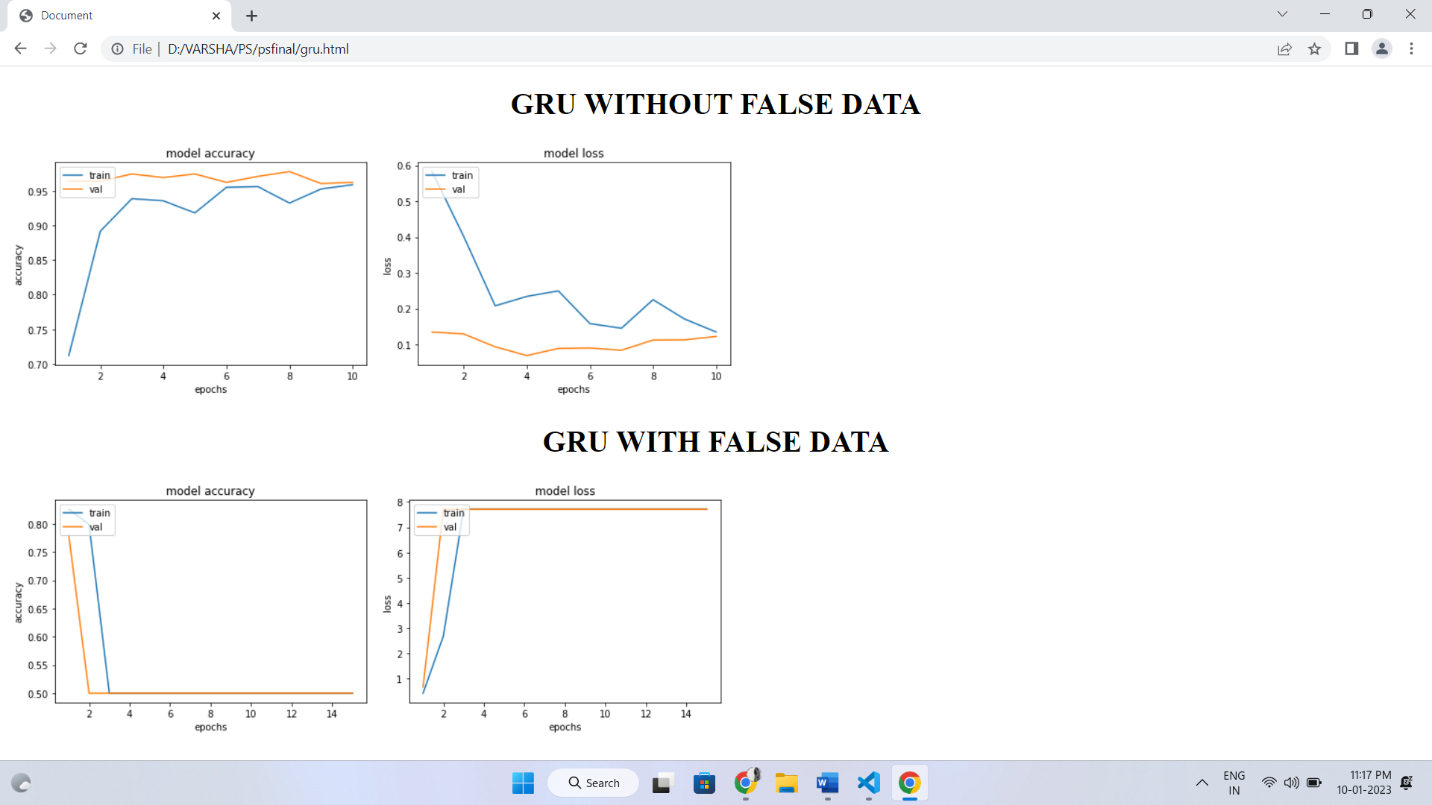 Document
File | D:/VARSHA/PS/psfinal/gru.html
GRU WITHOUT FALSE DATA
model accuracy
train
val
0.95
0.90
0.85
0.80
0.75
0.70
accuracy
2 4 6 8 10
epochs
model loss
train
val
0.6
0.5
0.4
0.3
0.2
0.1
loss
2 4 6 8 10
epochs
GRU WITH FALSE DATA
model accuracy
train
val
0.80
0.75
0.70
0.65
0.60
0.55
0.50
accuracy
2 4 6 8 10 12 14
epochs
model loss
train
val
8
7
6
5
4
3
2
1
loss
2 4 6 8 10 12 14
epochs
Search
ENG
IN
11:17 PM
10-01-2023